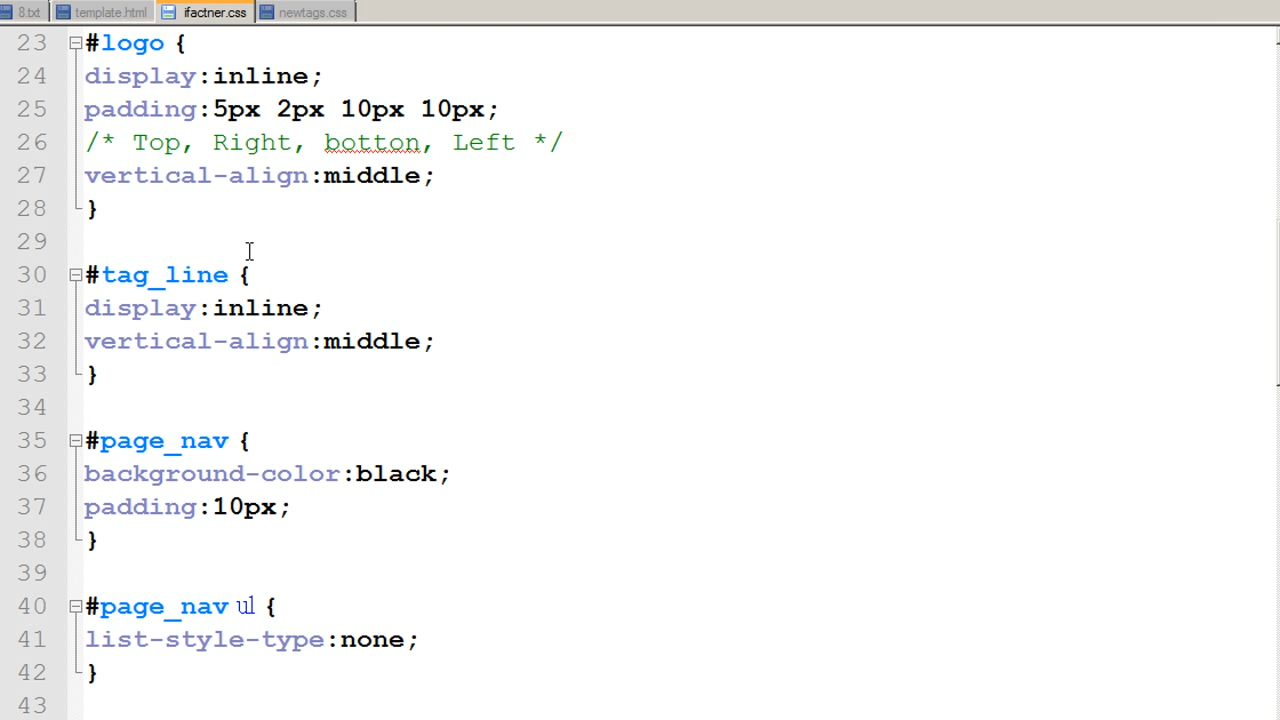 8.txt template.html ifactner.css newtags.css
23 #logo {
24 display:inline;
25 padding:5px 2px 10px 10px;
26 /* Top, Right, botton, Left */
27 vertical-align:middle;
28 }
29
30 #tag_line {
31 display:inline;
32 vertical-align:middle;
33 }
34
35 #page_nav {
36 background-color:black;
37 padding:10px;
38 }
39
40 #page_nav ul {
41 list-style-type:none;
42 }
43